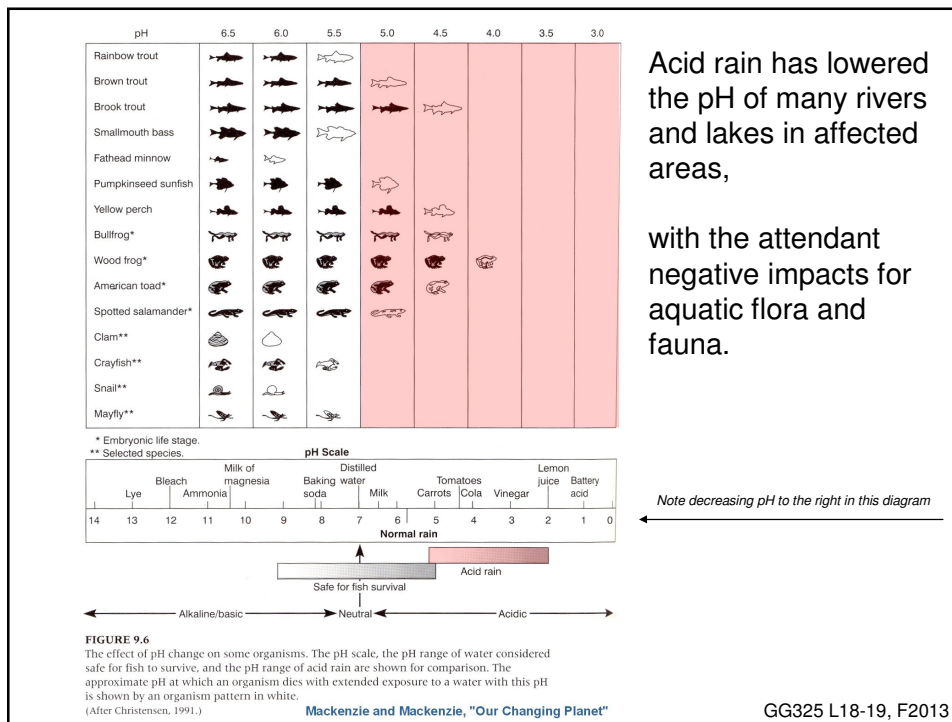 pH 6.5 6.0 5.5 5.0 4.5 4.0 3.5 3.0
Rainbow trout
Brown trout
Brook trout
Smallmouth bass
Fathead minnow
Pumpkinseed sunfish
Yellow perch
Bullfrog*
Wood frog*
American toad*
Spotted salamander*
Clam**
Crayfish**
Snail**
Mayfly**
* Embryonic life stage.
** Selected species.
pH Scale
Milk of Distilled Lemon
Bleach magnesia Baking water Tomatoes juice Battery
Lye Ammonia soda Milk Carrots Cola Vinegar acid
14 13 12 11 10 9 8 7 6 5 4 3 2 1 0
Normal rain
Acid rain
Safe for fish survival
Alkaline/basic Neutral Acidic
FIGURE 9.6
The effect of pH change on some organisms. The pH scale, the pH range of water considered
safe for fish to survive, and the pH range of acid rain are shown for comparison. The
approximate pH at which an organism dies with extended exposure to a water with this pH
is shown by an organism pattern in white.
(After Christensen, 1991.) Mackenzie and Mackenzie, "Our Changing Planet"
Acid rain has lowered
the pH of many rivers
and lakes in affected
areas,
with the attendant
negative impacts for
aquatic flora and
fauna.
Note decreasing pH to the right in this diagram
GG325 L18-19, F2013